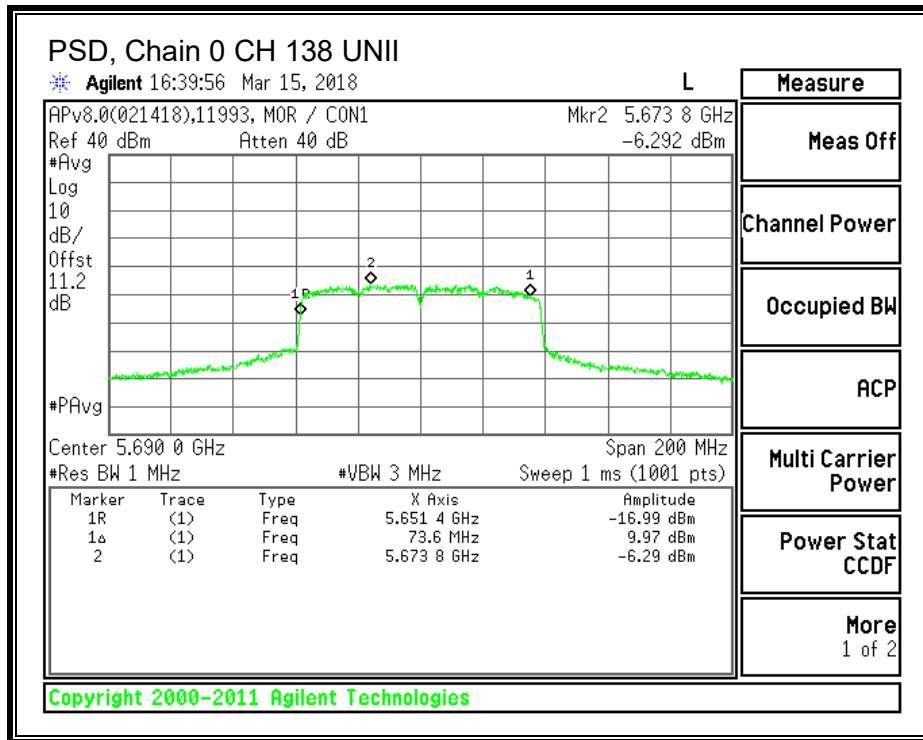 PSD, Chain 0 CH 138 UNII
Agilent 16:39:56 Mar 15, 2018 L
APv8.0(021418),11993, MOR / CON1 Mkr2 5.673 8 GHz
Ref 40 dBm Atten 40 dB -6.292 dBm
#Avg
Log
10
dB/
Offst
11.2
dB
2
1
1R
#PAvg
Center 5.690 0 GHz Span 200 MHz
#Res BW 1 MHz #VBW 3 MHz Sweep 1 ms (1001 pts)
Marker Trace Type X Axis Amplitude
1R (1) Freq 5.651 4 GHz -16.99 dBm
1Δ (1) Freq 73.6 MHz 9.97 dBm
2 (1) Freq 5.673 8 GHz -6.29 dBm
Measure
Meas Off
Channel Power
Occupied BW
ACP
Multi Carrier
Power
Power Stat
CCDF
More
1 of 2
Copyright 2000-2011 Agilent Technologies